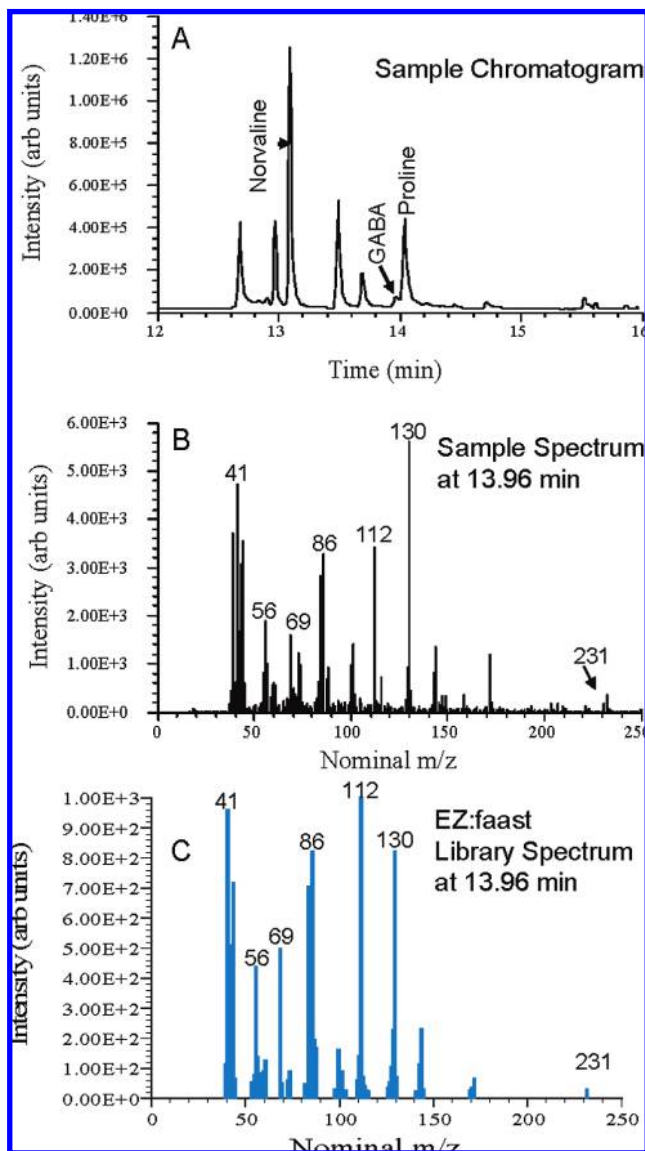 A
Sample Chromatogram
Intensity (arb units)
1.40E+6
1.20E+6
1.00E+6
8.00E+5
6.00E+5
4.00E+5
2.00E+5
0.00E+0
Norvaline
GABA
Proline
12 13 14 15 16
Time (min)
B
Sample Spectrum
at 13.96 min
Intensity (arb units)
6.00E+3
5.00E+3
4.00E+3
3.00E+3
2.00E+3
1.00E+3
0.00E+0
41
56
69
86
112
130
231
0 50 100 150 200 250
Nominal m/z
C
EZ:faast
Library Spectrum
at 13.96 min
Intensity (arb units)
1.00E+3
9.00E+2
8.00E+2
7.00E+2
6.00E+2
5.00E+2
4.00E+2
3.00E+2
2.00E+2
1.00E+2
0.00E+0
41
56
69
86
112
130
231
0 50 100 150 200 250
Nominal m/z